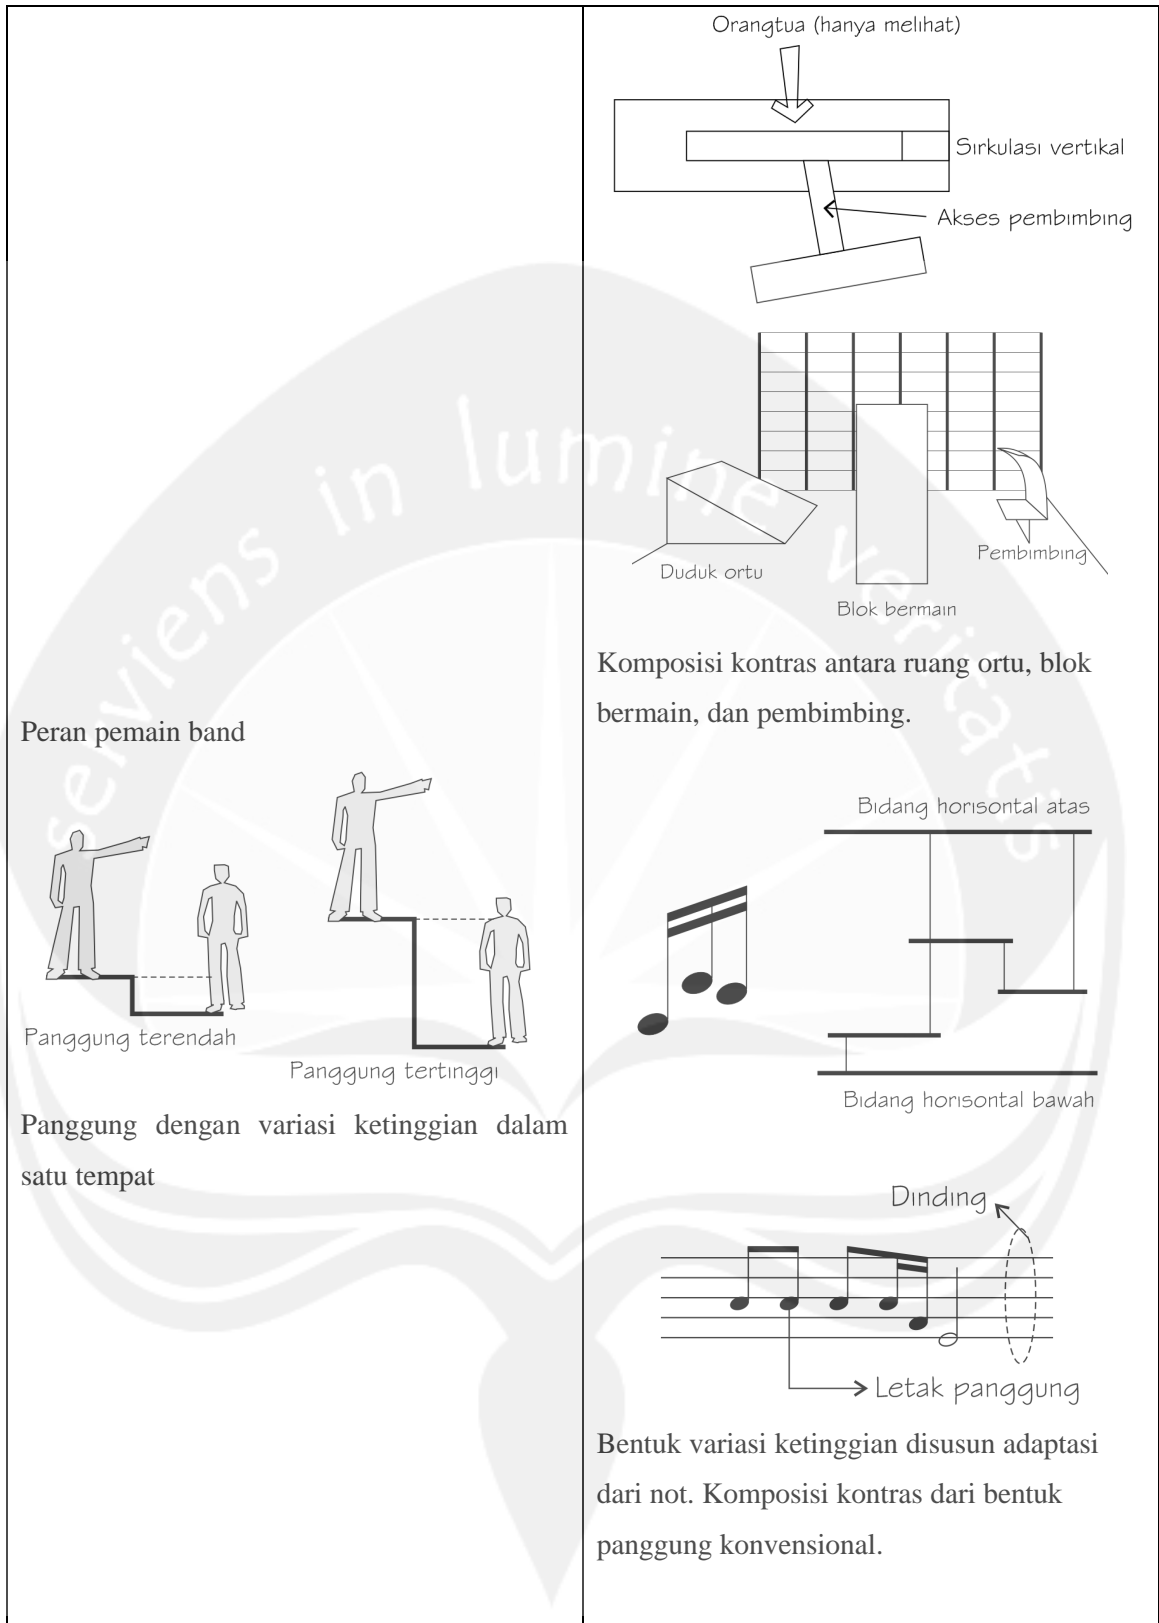 Orangtua (hanya melihat)
Sirkulasi vertikal
Akses pembimbing
Duduk ortu
Pembimbing
Blok bermain
Komposisi kontras antara ruang ortu, blok
bermain, dan pembimbing.
Peran pemain band
Panggung terendah
Panggung tertinggi
Panggung dengan variasi ketinggian dalam
satu tempat
Bidang horisontal atas
Bidang horisontal bawah
Dinding
Letak panggung
Bentuk variasi ketinggian disusun adaptasi
dari not. Komposisi kontras dari bentuk
panggung konvensional.
serviens in lumine veritatis